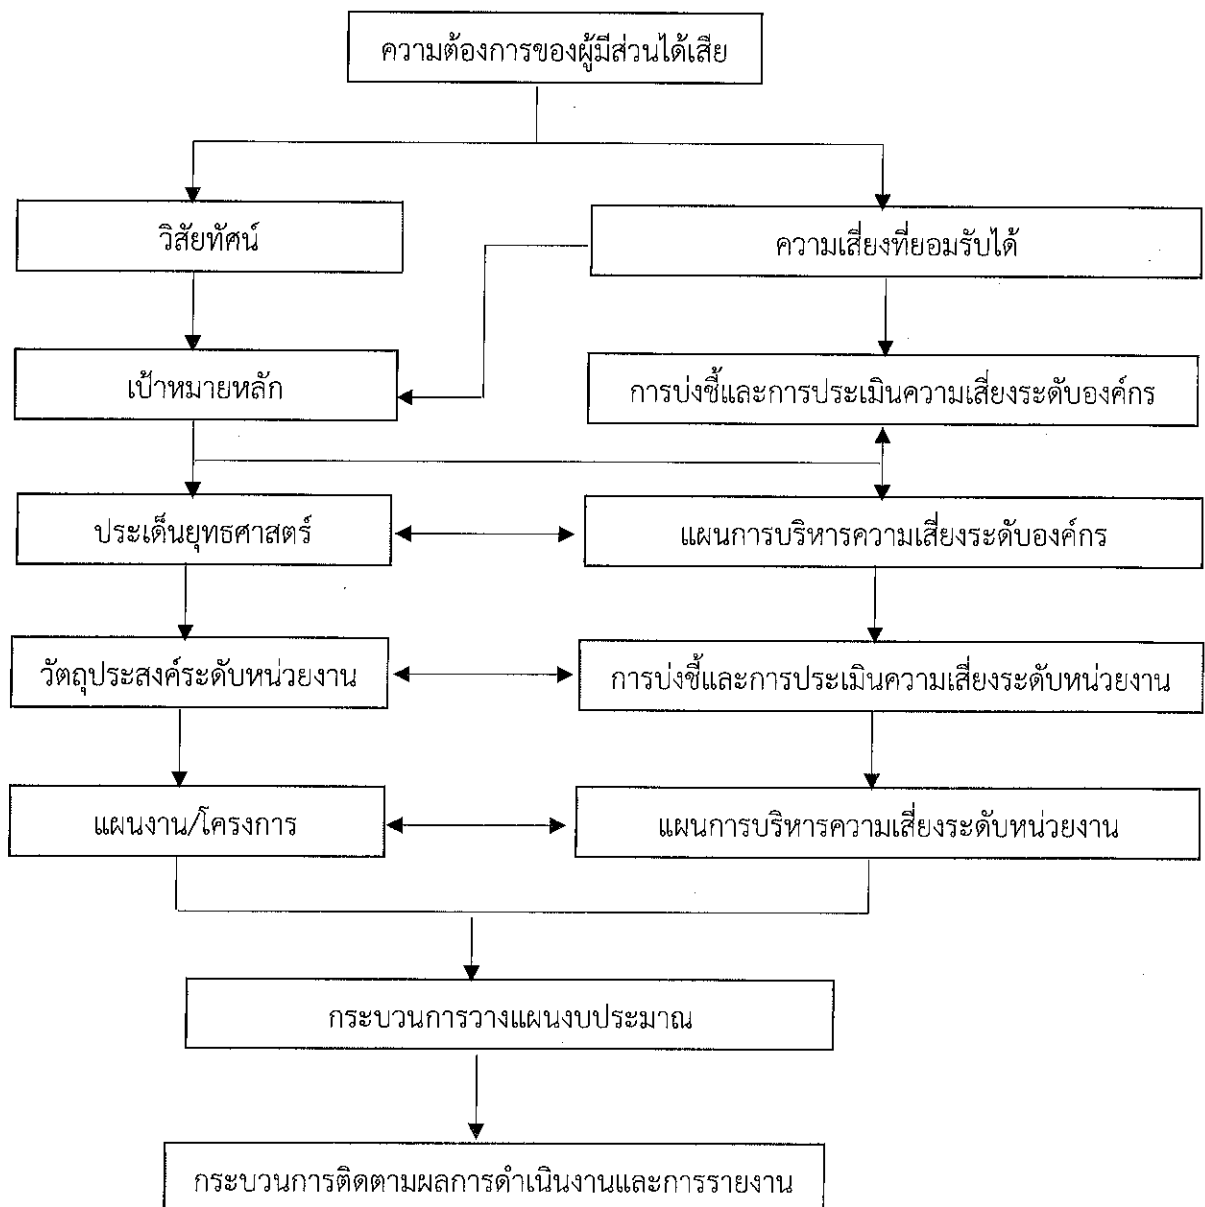 ความต้องการของผู้มีส่วนได้เสีย
วิสัยทัศน์
ความเสี่ยงที่ยอมรับได้
เป้าหมายหลัก
การบ่งชี้และการประเมินความเสี่ยงระดับองค์กร
ประเด็นยุทธศาสตร์
แผนการบริหารความเสี่ยงระดับองค์กร
วัตถุประสงค์ระดับหน่วยงาน
การบ่งชี้และการประเมินความเสี่ยงระดับหน่วยงาน
แผนงาน/โครงการ
แผนการบริหารความเสี่ยงระดับหน่วยงาน
กระบวนการวางแผนงบประมาณ
กระบวนการติดตามผลการดำเนินงานและการรายงาน